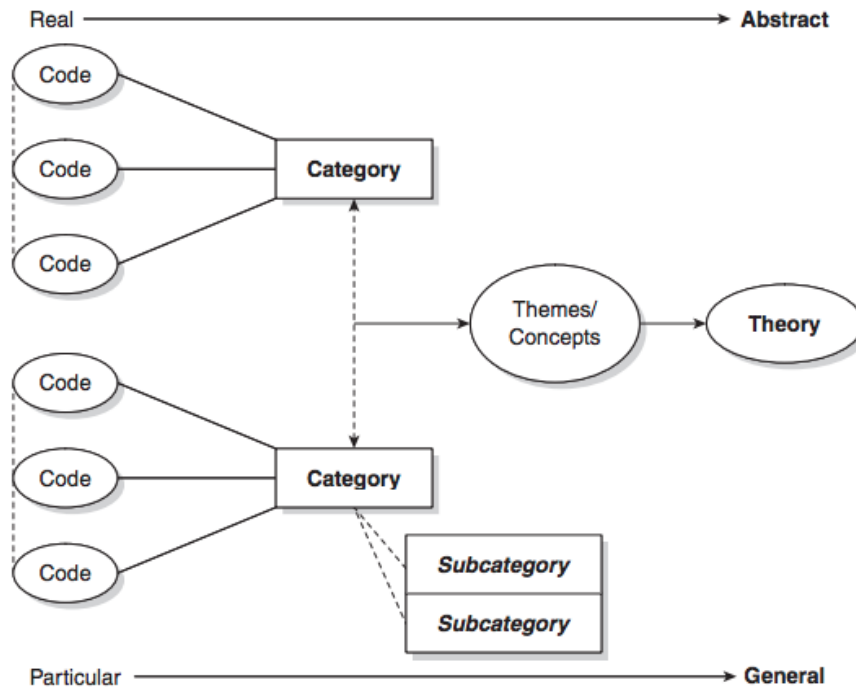 Real Abstract
Code
Code
Category
Code
Themes/
Concepts
Theory
Code
Code
Category
Code
Subcategory
Subcategory
Particular General